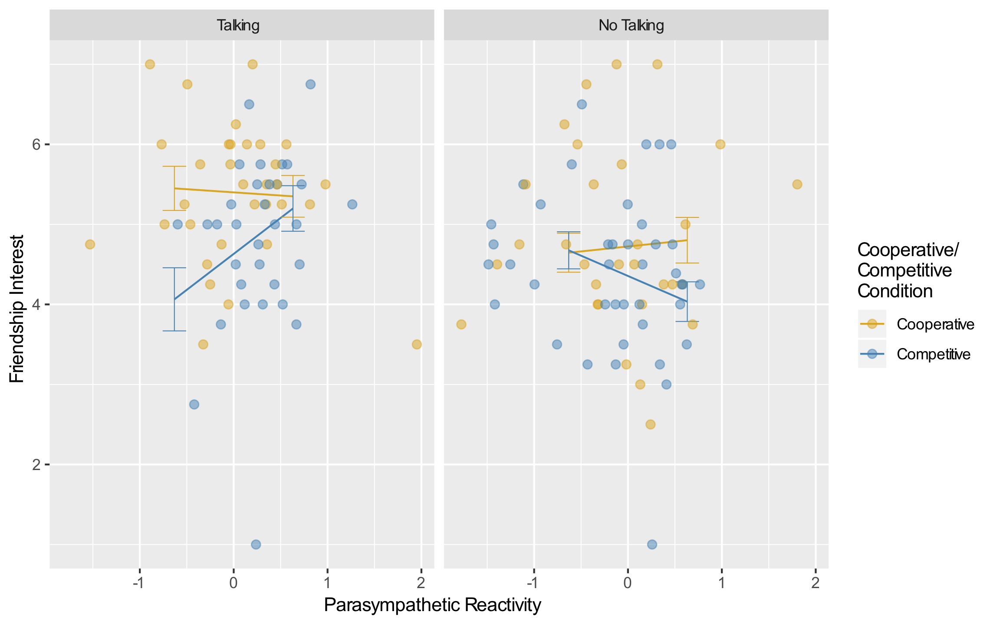 Talking
No Talking
6
4
2
Friendship Interest
-1
0
1
2
-1
0
1
2
Parasympathetic Reactivity
Cooperative/
Competitive
Condition
Cooperative
Competitive